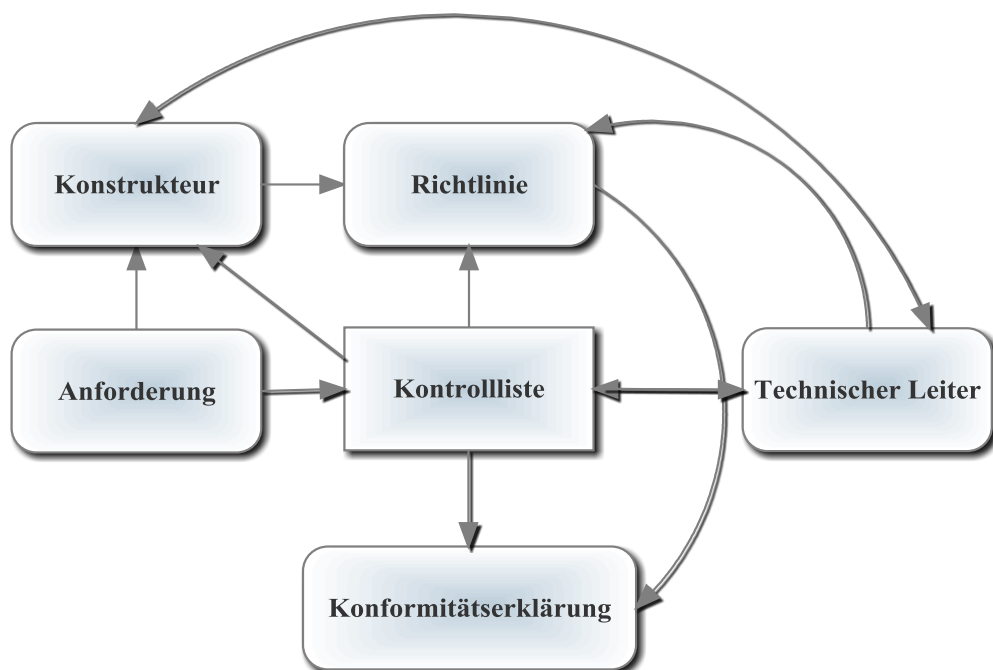 Konstrukteur
Richtlinie
Anforderung
Kontrollliste
Technischer Leiter
Konformitätserklärung